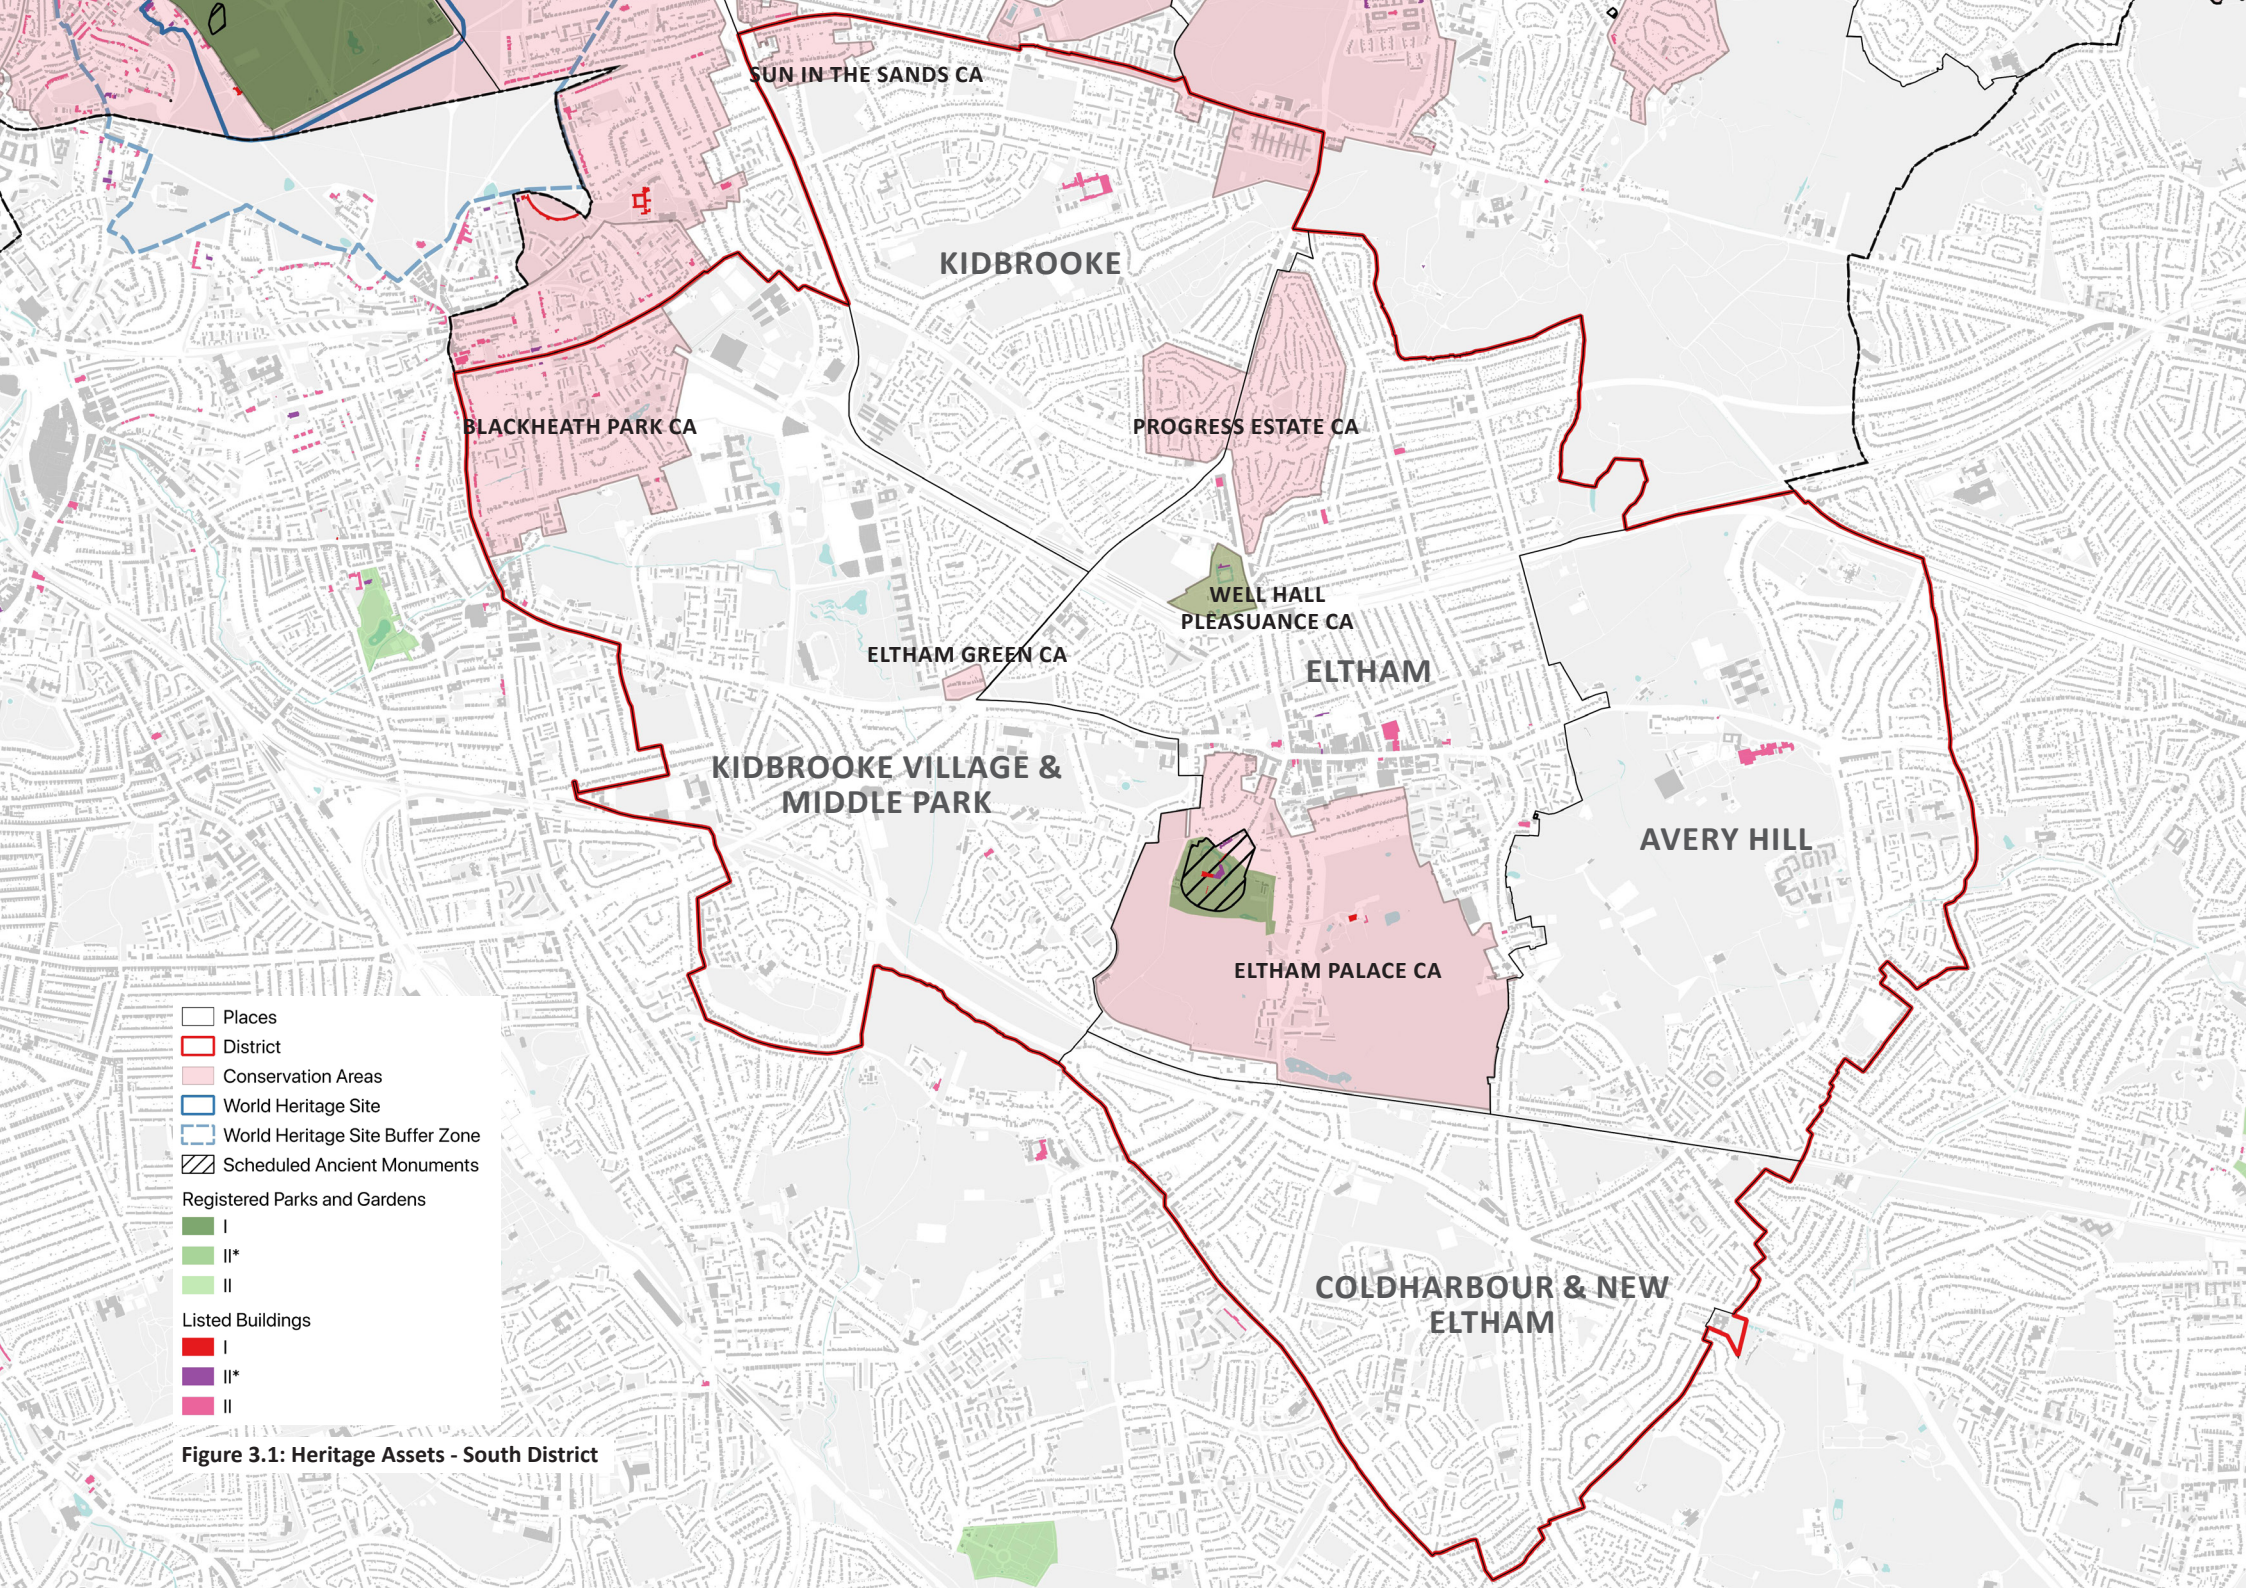 SUN IN THE SANDS CA
KIDBROOKE
BLACKHEATH PARK CA
PROGRESS ESTATE CA
WELL HALL
PLEASUANCE CA
ELTHAM GREEN CA
ELTHAM
KIDBROOKE VILLAGE &
MIDDLE PARK
AVERY HILL
ELTHAM PALACE CA
COLDHARBOUR & NEW
ELTHAM
Places
District
Conservation Areas
World Heritage Site
World Heritage Site Buffer Zone
Scheduled Ancient Monuments
Registered Parks and Gardens
I
II*
II
Listed Buildings
I
II*
II
Figure 3.1: Heritage Assets - South District